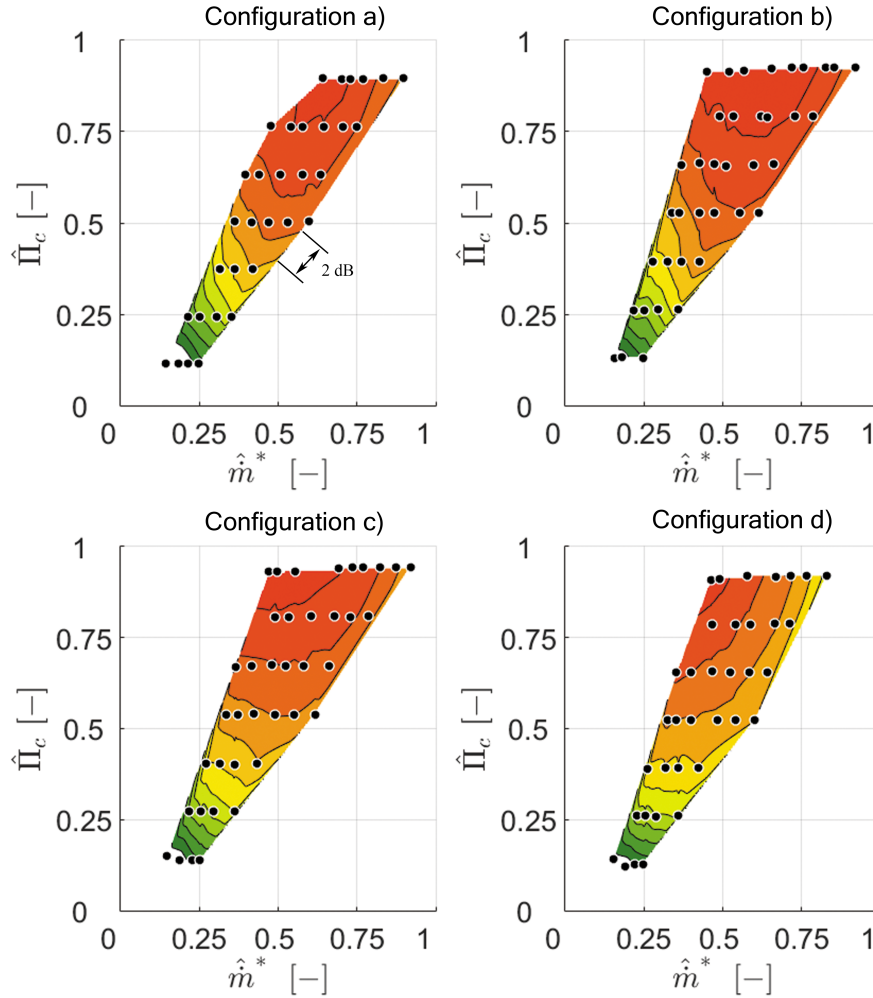 Configuration a)
1
0.75
0.5
0.25
0
Π̂c [−]
0 0.25 0.5 0.75 1
ṁ̂* [−]
2 dB
Configuration b)
1
0.75
0.5
0.25
0
Π̂c [−]
0 0.25 0.5 0.75 1
ṁ̂* [−]
Configuration c)
1
0.75
0.5
0.25
0
Π̂c [−]
0 0.25 0.5 0.75 1
ṁ̂* [−]
Configuration d)
1
0.75
0.5
0.25
0
Π̂c [−]
0 0.25 0.5 0.75 1
ṁ̂* [−]